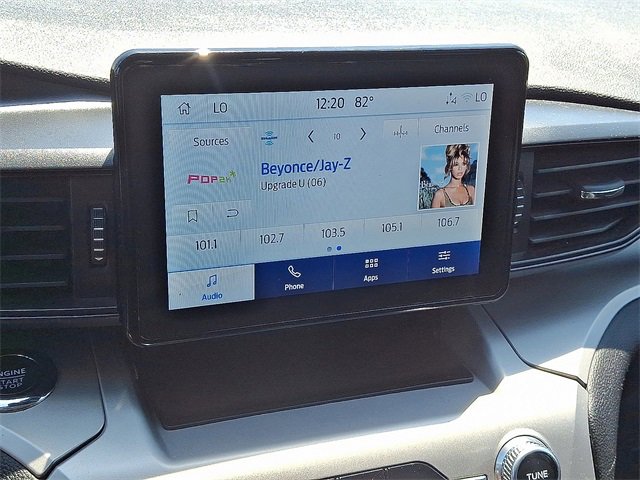 LO 12:20 82° 4 LO
Sources 10 Channels
POP2K
Beyonce/Jay-Z
Upgrade U (06)
101.1 102.7 103.5 105.1 106.7
Audio Phone Apps Settings
ENGINE
START
STOP
TUNE